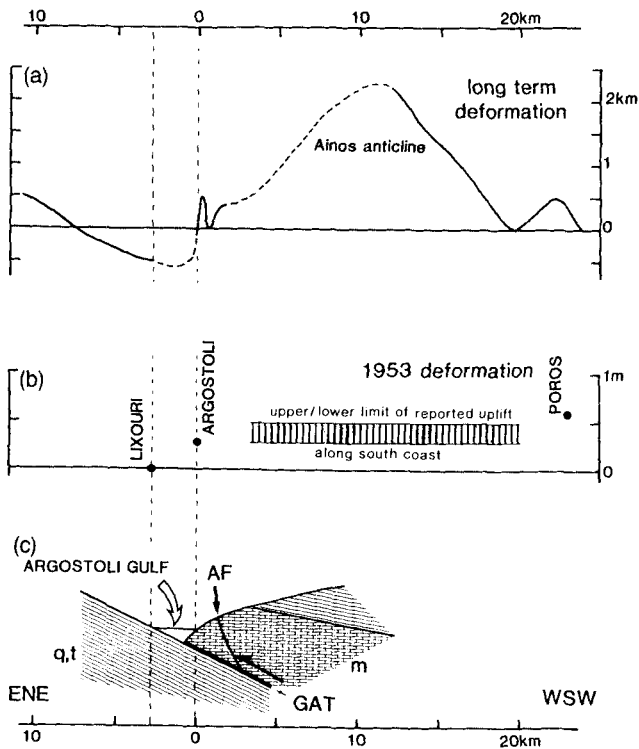 10 0 10 20km
(a)
long term
deformation
2km
Ainos anticline
1
0
(b)
LIXOURI
ARGOSTOLI
1953 deformation
POROS
1m
upper/lower limit of reported uplift
along south coast
0
(c)
ARGOSTOLI GULF
AF
q,t
m
GAT
ENE
WSW
10 0 10 20km